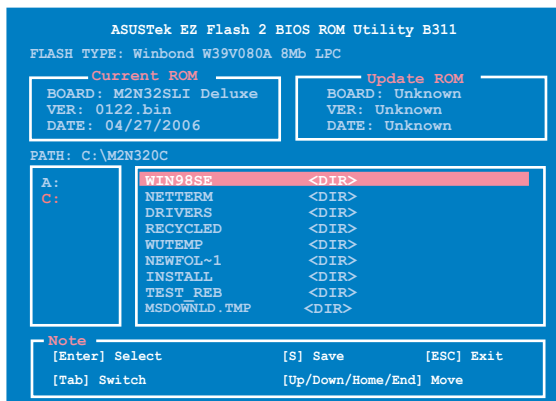 ASUSTek EZ Flash 2 BIOS ROM Utility B311
FLASH TYPE: Winbond W39V080A 8Mb LPC
Current ROM
BOARD: M2N32SLI Deluxe
VER: 0122.bin
DATE: 04/27/2006
Update ROM
BOARD: Unknown
VER: Unknown
DATE: Unknown
PATH: C:\M2N320C
A:
C:
WIN98SE <DIR>
NETTERM <DIR>
DRIVERS <DIR>
RECYCLED <DIR>
WUTEMP <DIR>
NEWFOL~1 <DIR>
INSTALL <DIR>
TEST_REB <DIR>
MSDOWNLD.TMP <DIR>
Note
[Enter] Select [S] Save [ESC] Exit
[Tab] Switch [Up/Down/Home/End] Move